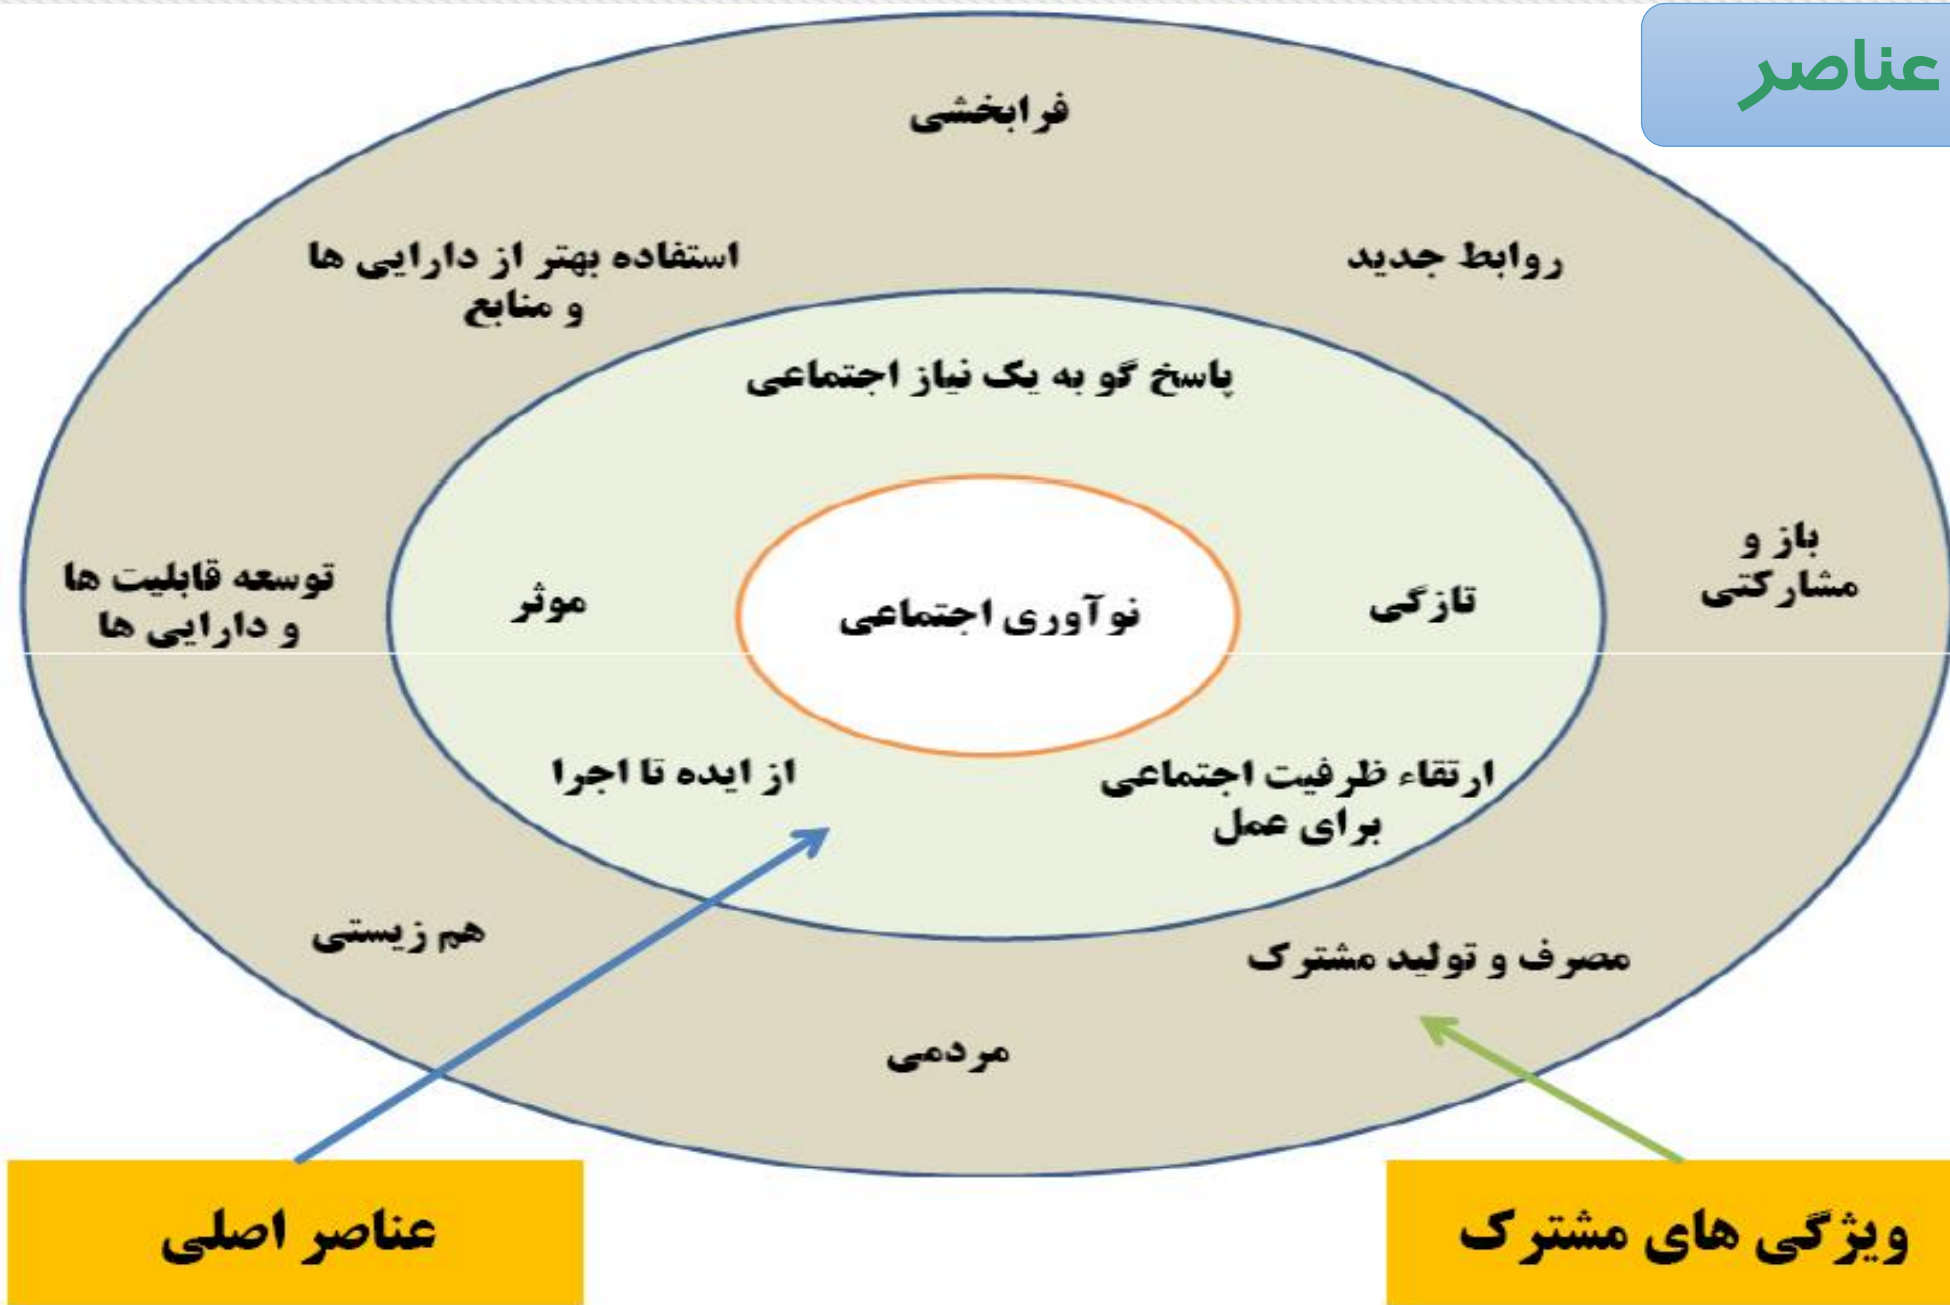 عناصر
فرابخشی
روابط جدید
استفاده بهتر از دارایی ها
و منابع
پاسخ گو به یک نیاز اجتماعی
باز و
مشارکتی
تازگی
نوآوری اجتماعی
موثر
توسعه قابلیت ها
و دارایی ها
ارتقاء ظرفیت اجتماعی
برای عمل
از ایده تا اجرا
مصرف و تولید مشترک
هم زیستی
مردمی
ویژگی های مشترک
عناصر اصلی